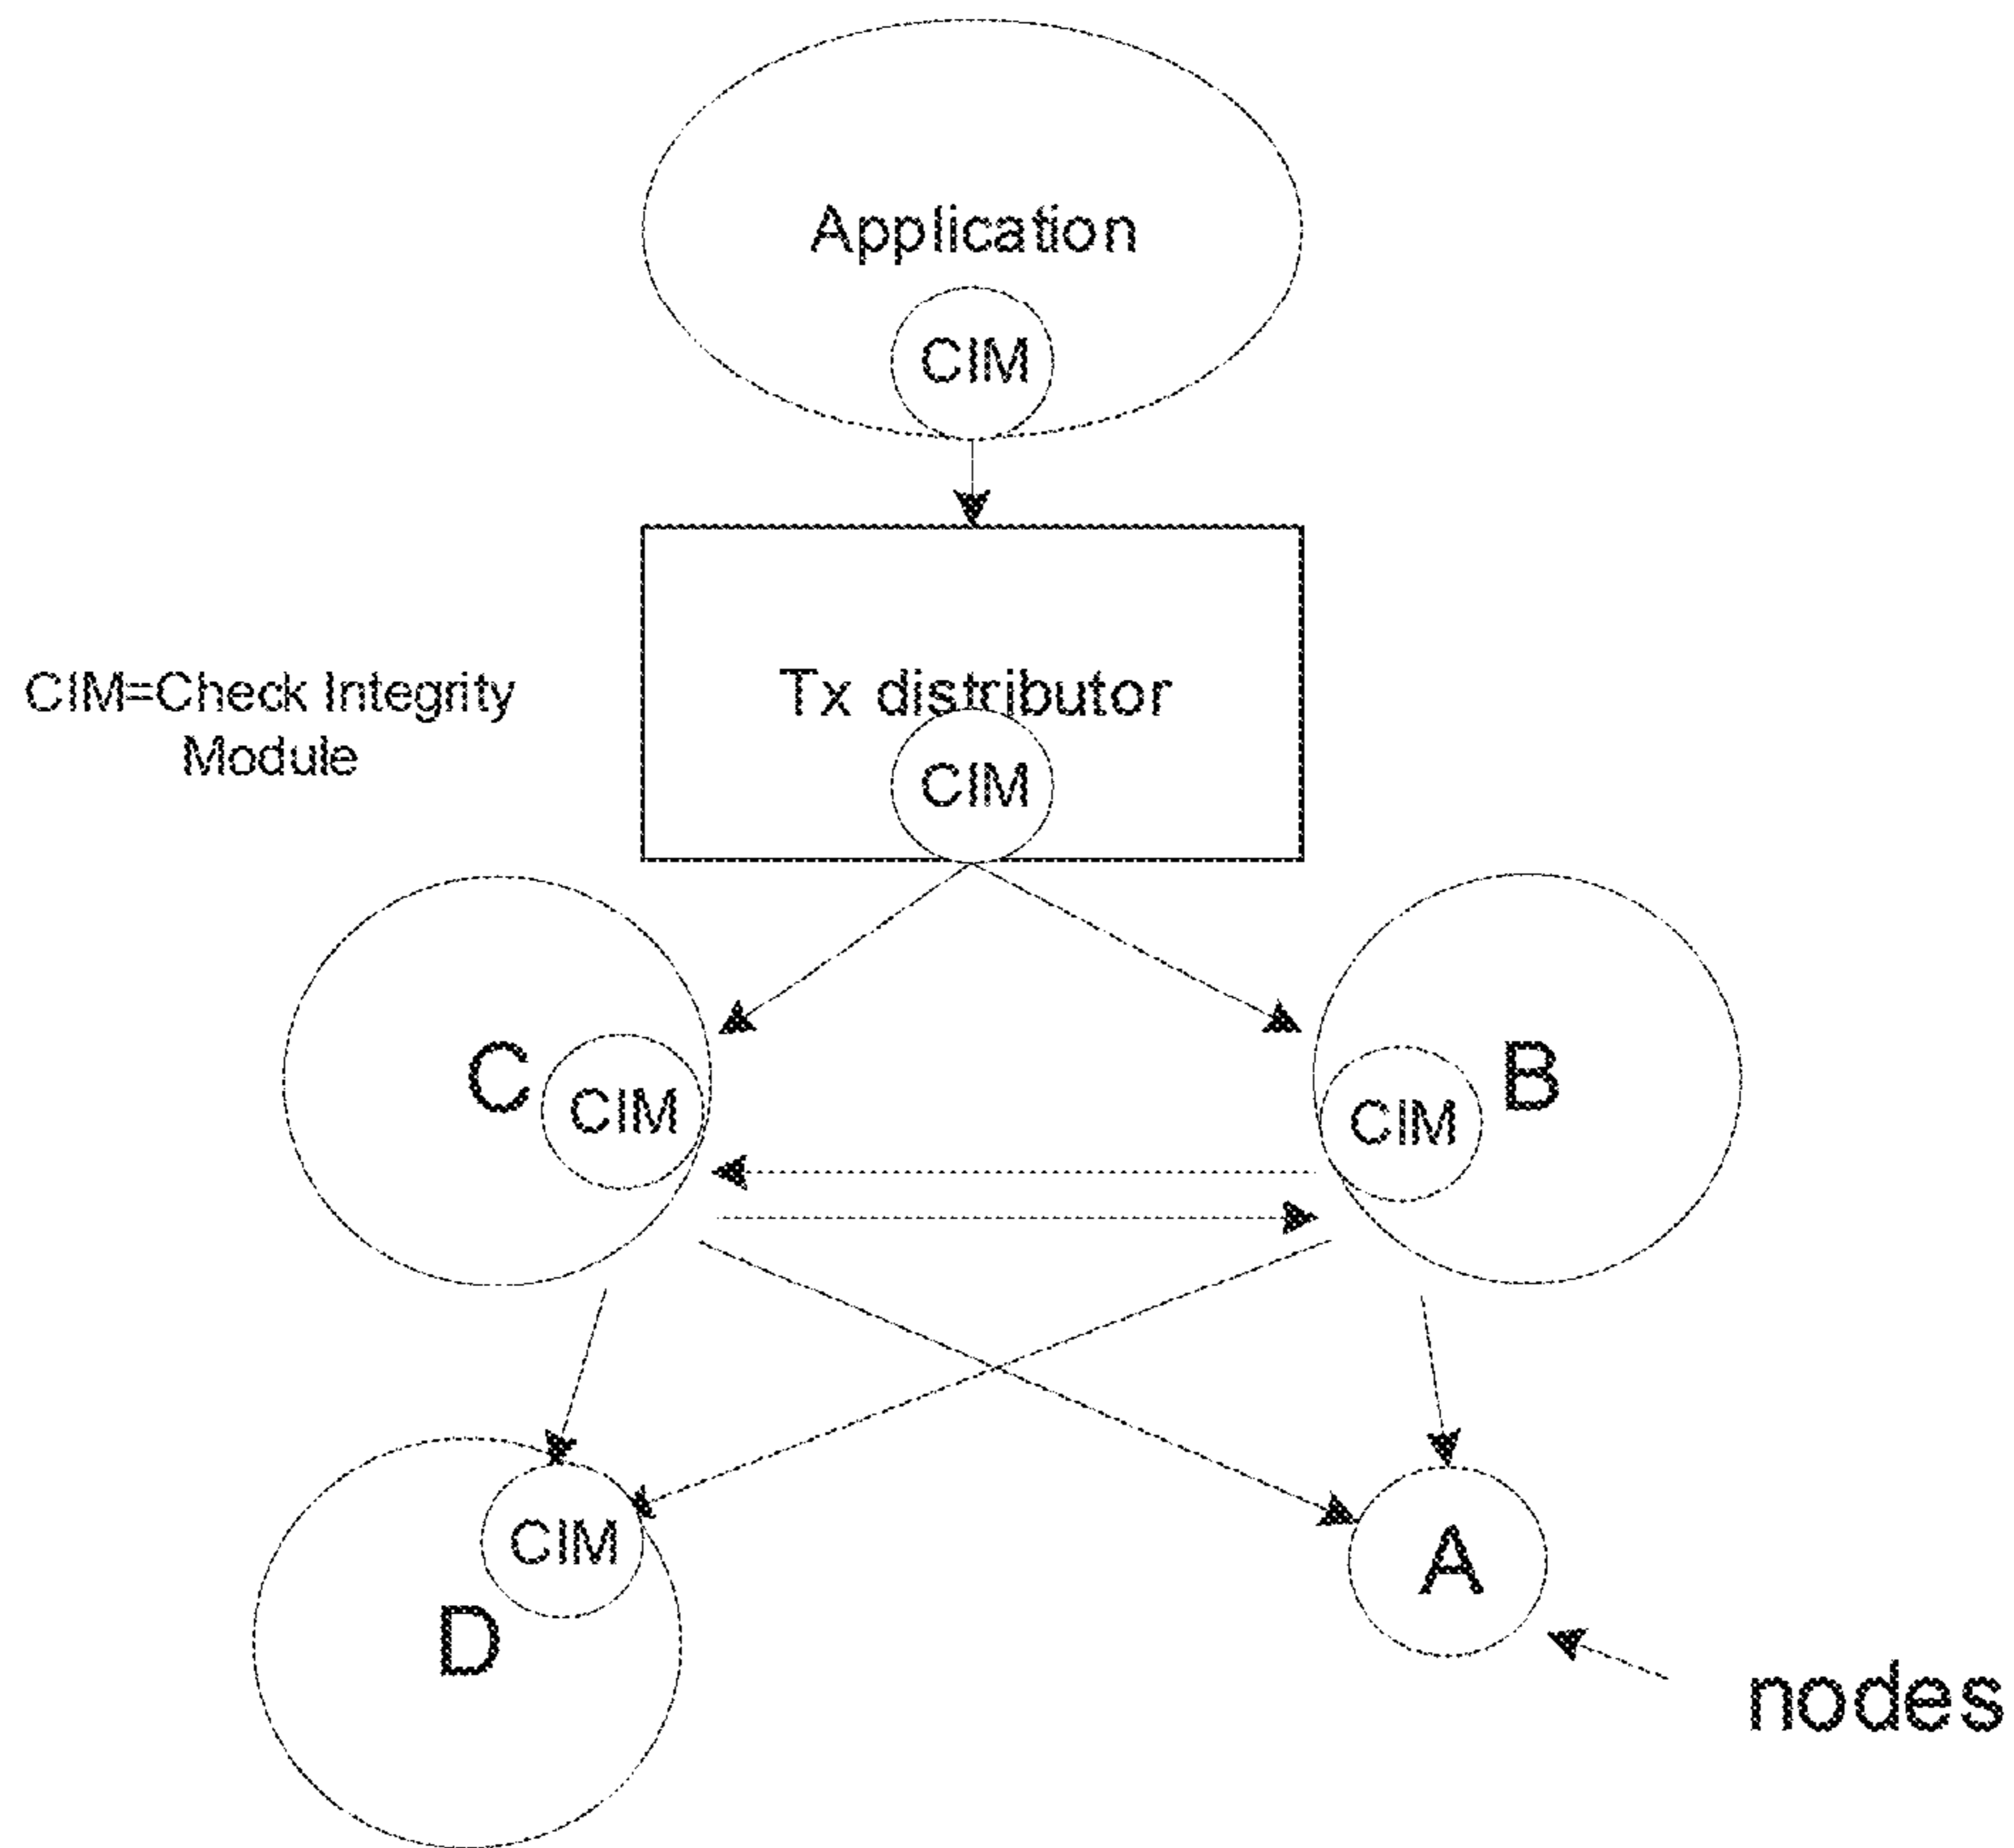 Application
CIM
Tx distributor
CIM
CIM=Check Integrity
Module
C
CIM
CIM
B
CIM
D
A
nodes